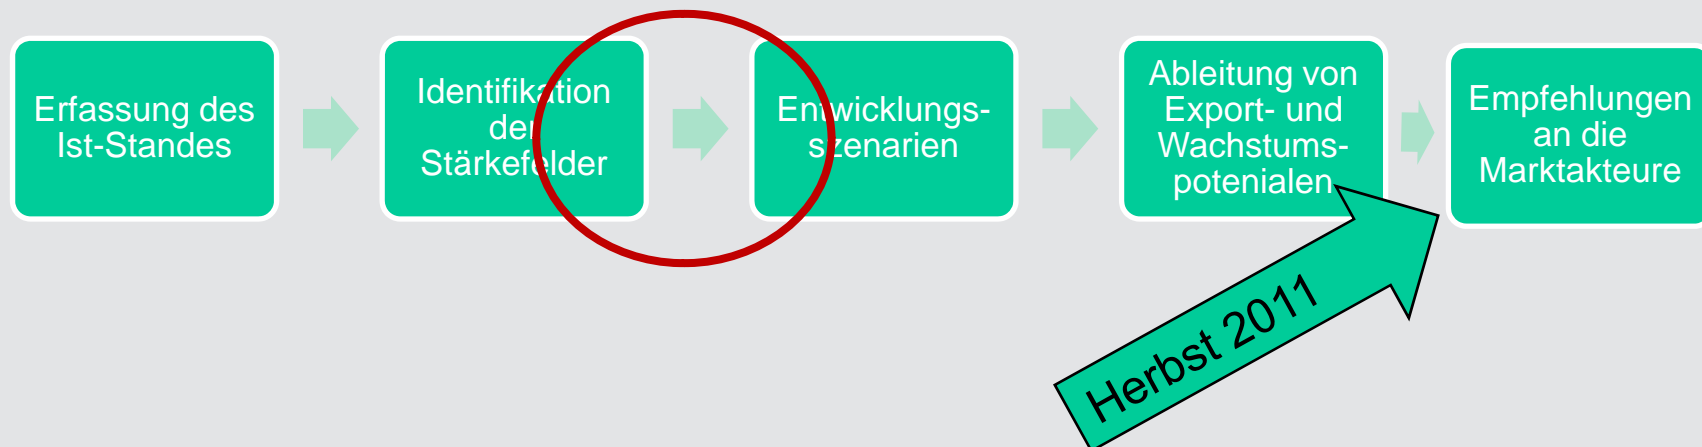 Erfassung des
Ist-Standes
Identifikation
der
Stärkefelder
Entwicklungs-
szenarien
Ableitung von
Export- und
Wachstums-
potenialen
Empfehlungen
an die
Marktakteure
Herbst 2011